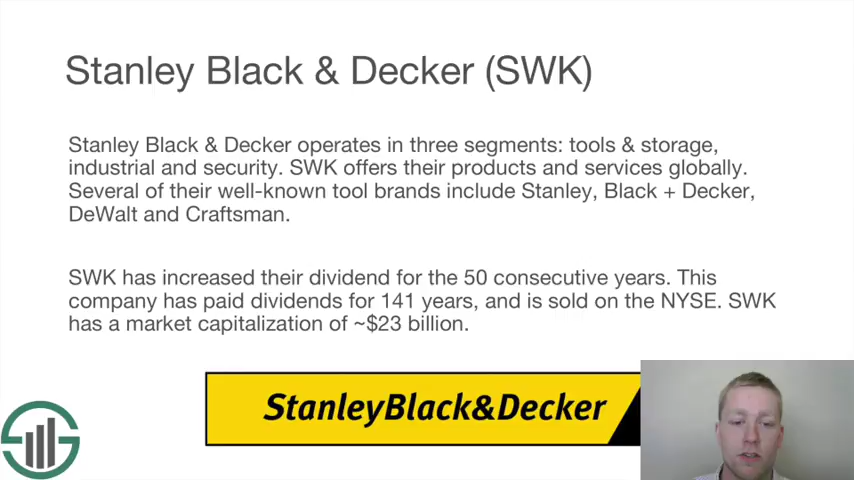 Stanley Black & Decker (SWK)
Stanley Black & Decker operates in three segments: tools & storage,
industrial and security. SWK offers their products and services globally.
Several of their well-known tool brands include Stanley, Black + Decker,
DeWalt and Craftsman.
SWK has increased their dividend for the 50 consecutive years. This
company has paid dividends for 141 years, and is sold on the NYSE. SWK
has a market capitalization of ~$23 billion.
StanleyBlack&Decker